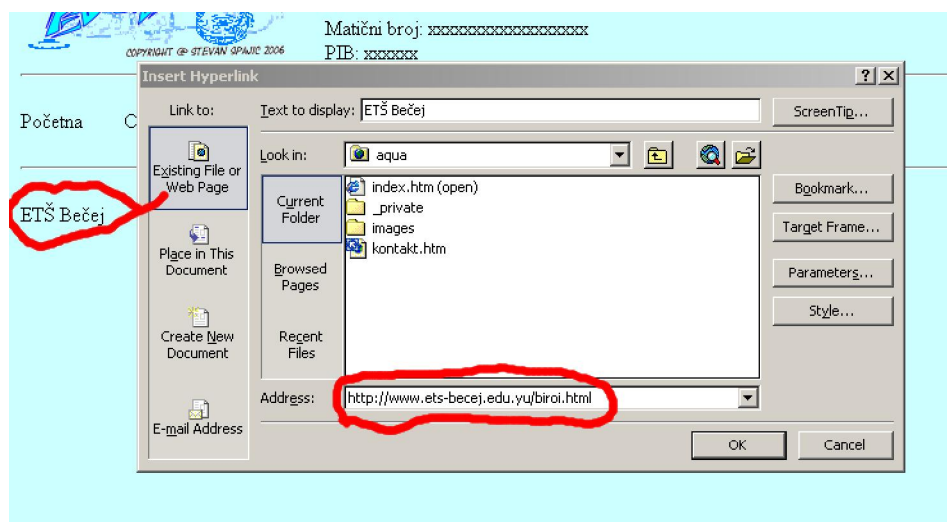 COPYRIGHT @ STEVAN SPAJIC 2006
Matični broj: xxxxxxxxxxxxxxxxxxx
PIB: xxxxxxx
Insert Hyperlink
Početna
C
ETŠ Bečej
Link to:
Text to display: ETŠ Bečej
ScreenTip...
Existing File or
Web Page
Place in This
Document
Create New
Document
E-mail Address
Look in: aqua
Current
Folder
Browsed
Pages
Recent
Files
index.htm (open)
_private
images
kontakt.htm
Bookmark...
Target Frame...
Parameters...
Style...
Address: http://www.ets-becej.edu.yu/biroi.html
OK
Cancel